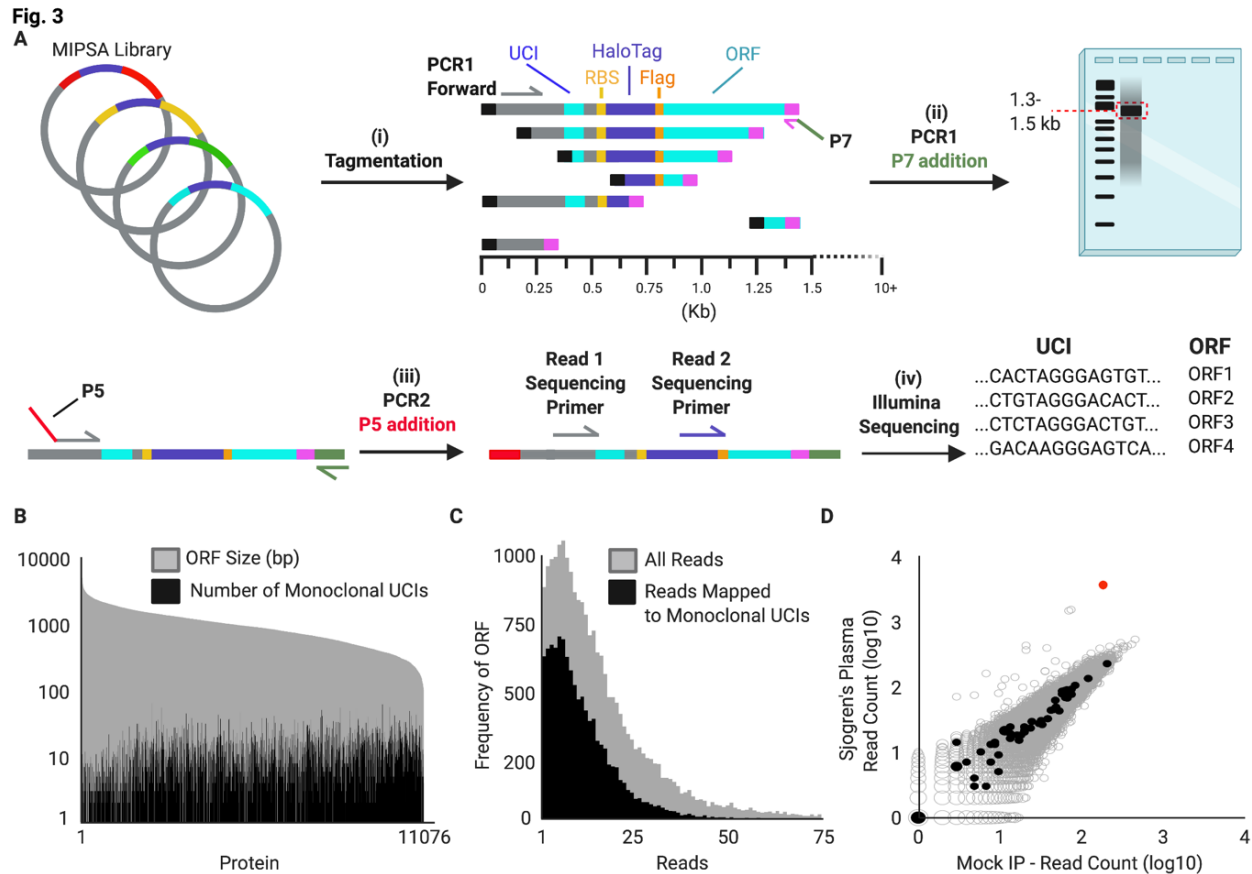 Fig. 3
A
MIPSA Library
(i)
Tagmentation
PCR1
Forward
UCI
HaloTag
ORF
RBS
Flag
P7
0 0.25 0.5 0.75 1.0 1.25 1.5 10+
(Kb)
(ii)
PCR1
P7 addition
1.3-
1.5 kb
P5
(iii)
PCR2
P5 addition
Read 1
Sequencing
Primer
Read 2
Sequencing
Primer
(iv)
Illumina
Sequencing
UCI ORF
...CACTAGGGAGTGT... ORF1
...CTGTAGGGACACT... ORF2
...CTCTAGGGACTGT... ORF3
...GACAAGGGAGTCA... ORF4
B
10000
1000
100
10
1
ORF Size (bp)
Number of Monoclonal UCIs
1 11076
Protein
C
Frequency of ORF
1000
750
500
200
0
All Reads
Reads Mapped
to Monoclonal UCIs
1 25 50 75
Reads
D
Sjogren's Plasma
Read Count (log10)
4
3
2
1
0
0 1 2 3 4
Mock IP - Read Count (log10)